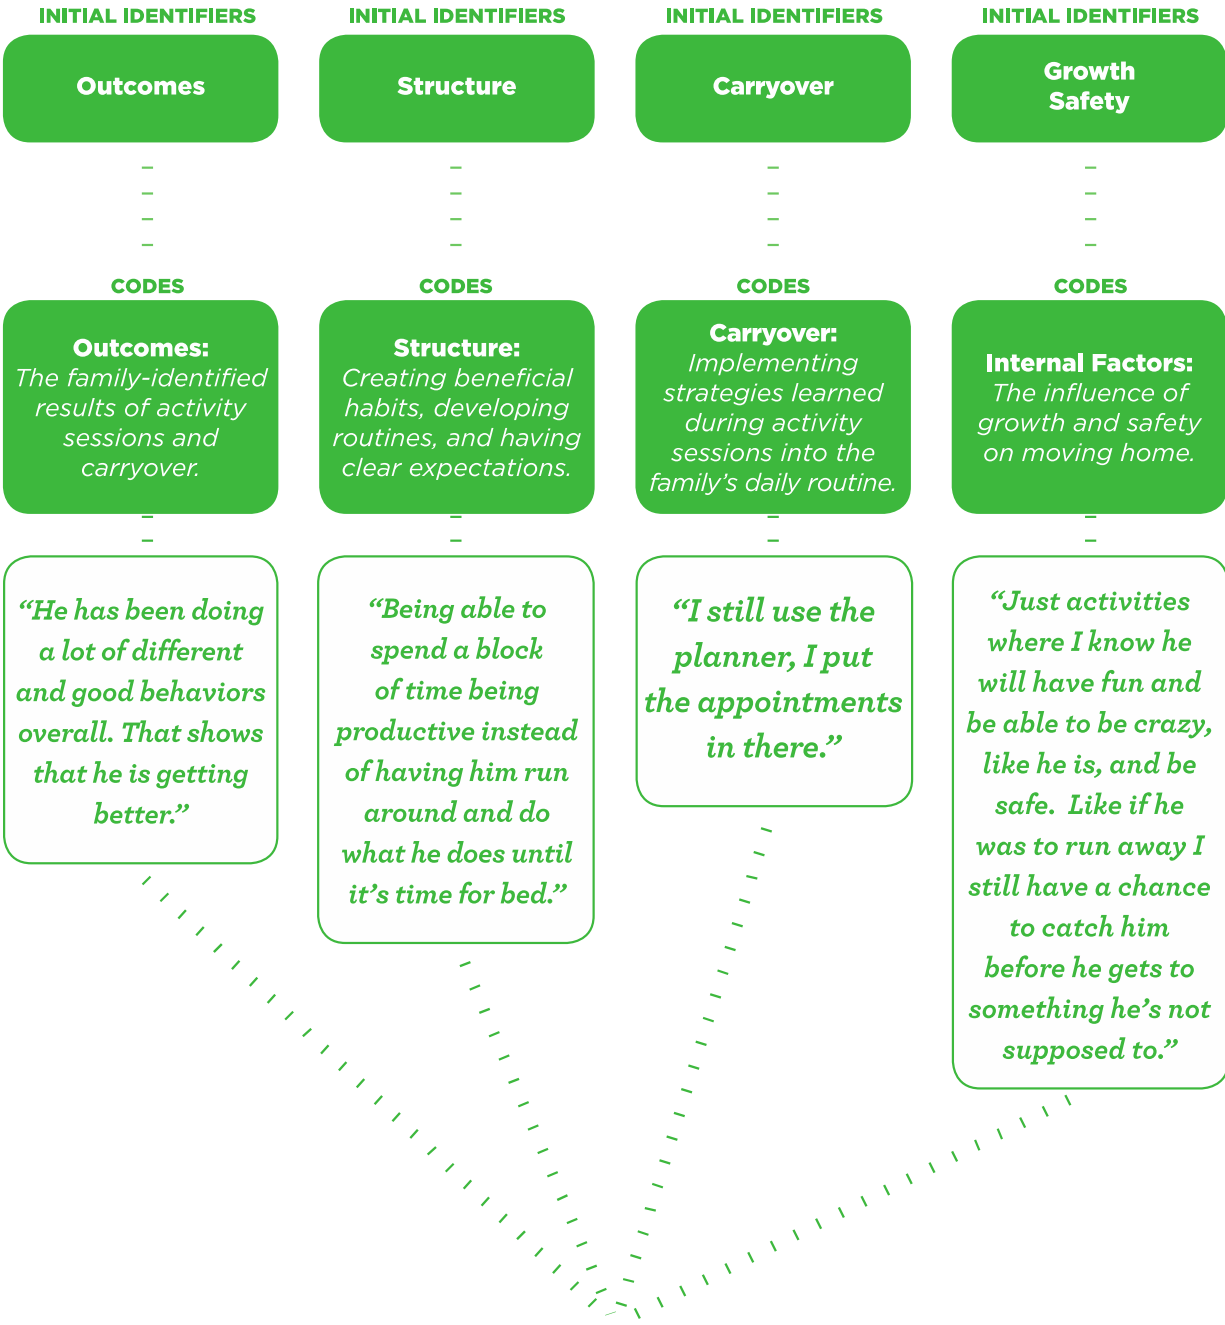 INITIAL IDENTIFIERS
INITIAL IDENTIFIERS
INITIAL IDENTIFIERS
INITIAL IDENTIFIERS
Outcomes
Structure
Carryover
Growth
Safety
CODES
CODES
CODES
CODES
Outcomes:
The family-identified
results of activity
sessions and
carryover.
Structure:
Creating beneficial
habits, developing
routines, and having
clear expectations.
Carryover:
Implementing
strategies learned
during activity
sessions into the
family’s daily routine.
Internal Factors:
The influence of
growth and safety
on moving home.
“He has been doing
a lot of different
and good behaviors
overall. That shows
that he is getting
better.”
“Being able to
spend a block
of time being
productive instead
of having him run
around and do
what he does until
it’s time for bed.”
“I still use the
planner, I put
the appointments
in there.”
“Just activities
where I know he
will have fun and
be able to be crazy,
like he is, and be
safe.  Like if he
was to run away I
still have a chance
to catch him
before he gets to
something he’s not
supposed to.”